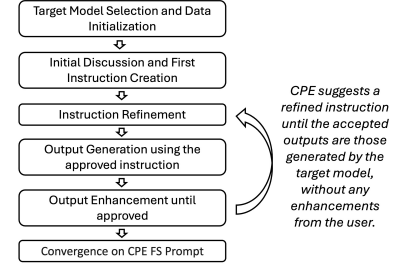 Target Model Selection and Data
Initialization
Initial Discussion and First
Instruction Creation
Instruction Refinement
Output Generation using the
approved instruction
Output Enhancement until
approved
Convergence on CPE FS Prompt
CPE suggests a
refined instruction
until the accepted
outputs are those
generated by the
target model,
without any
enhancements
from the user.